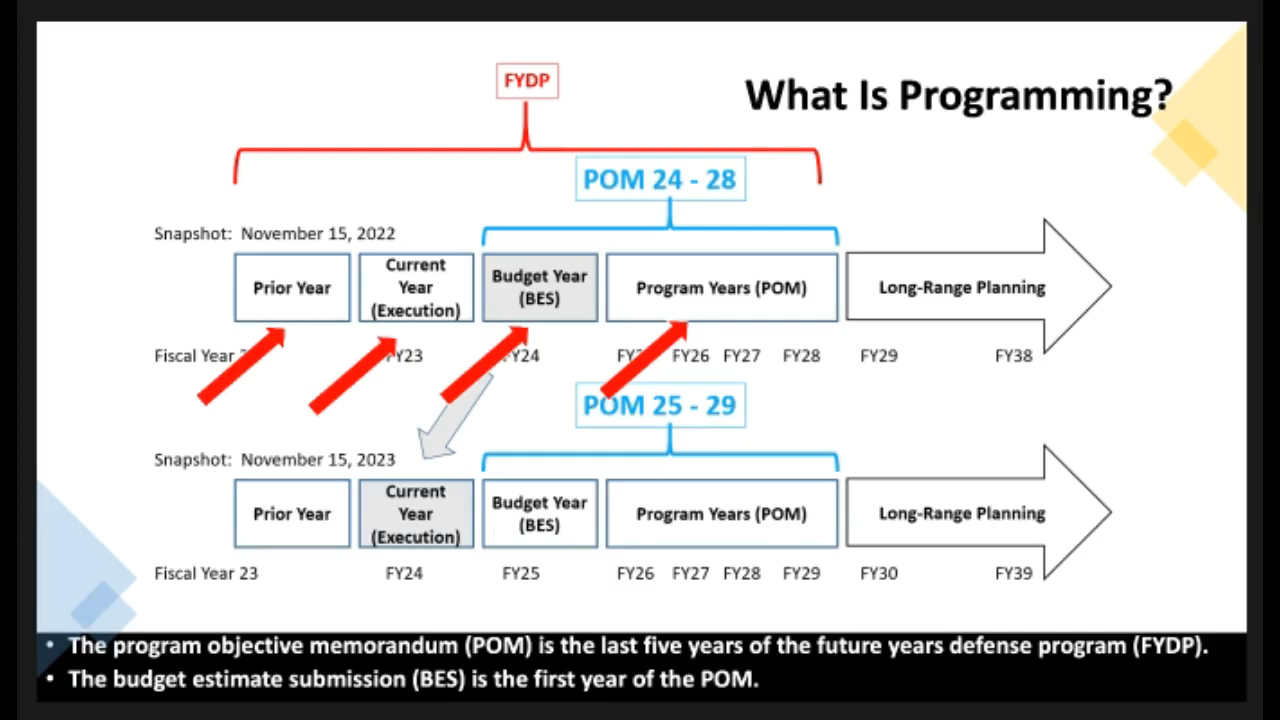 FYDP
What Is Programming?
POM 24 - 28
Snapshot: November 15, 2022
Prior Year
Current
Year
(Execution)
Budget Year
(BES)
Program Years (POM)
Long-Range Planning
Fiscal Year FY23 FY24 FY26 FY27 FY28 FY29 FY38
POM 25 - 29
Snapshot: November 15, 2023
Prior Year
Current
Year
(Execution)
Budget Year
(BES)
Program Years (POM)
Long-Range Planning
Fiscal Year 23 FY24 FY25 FY26 FY27 FY28 FY29 FY30 FY39
• The program objective memorandum (POM) is the last five years of the future years defense program (FYDP).
• The budget estimate submission (BES) is the first year of the POM.